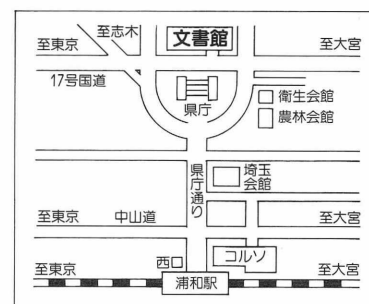 至志木
文書館
至東京
至大宮
17号国道
県庁
衛生会館
農林会館
県庁通り
埼玉
会館
至東京
中山道
至大宮
西口
コルソ
至東京
浦和駅
至大宮